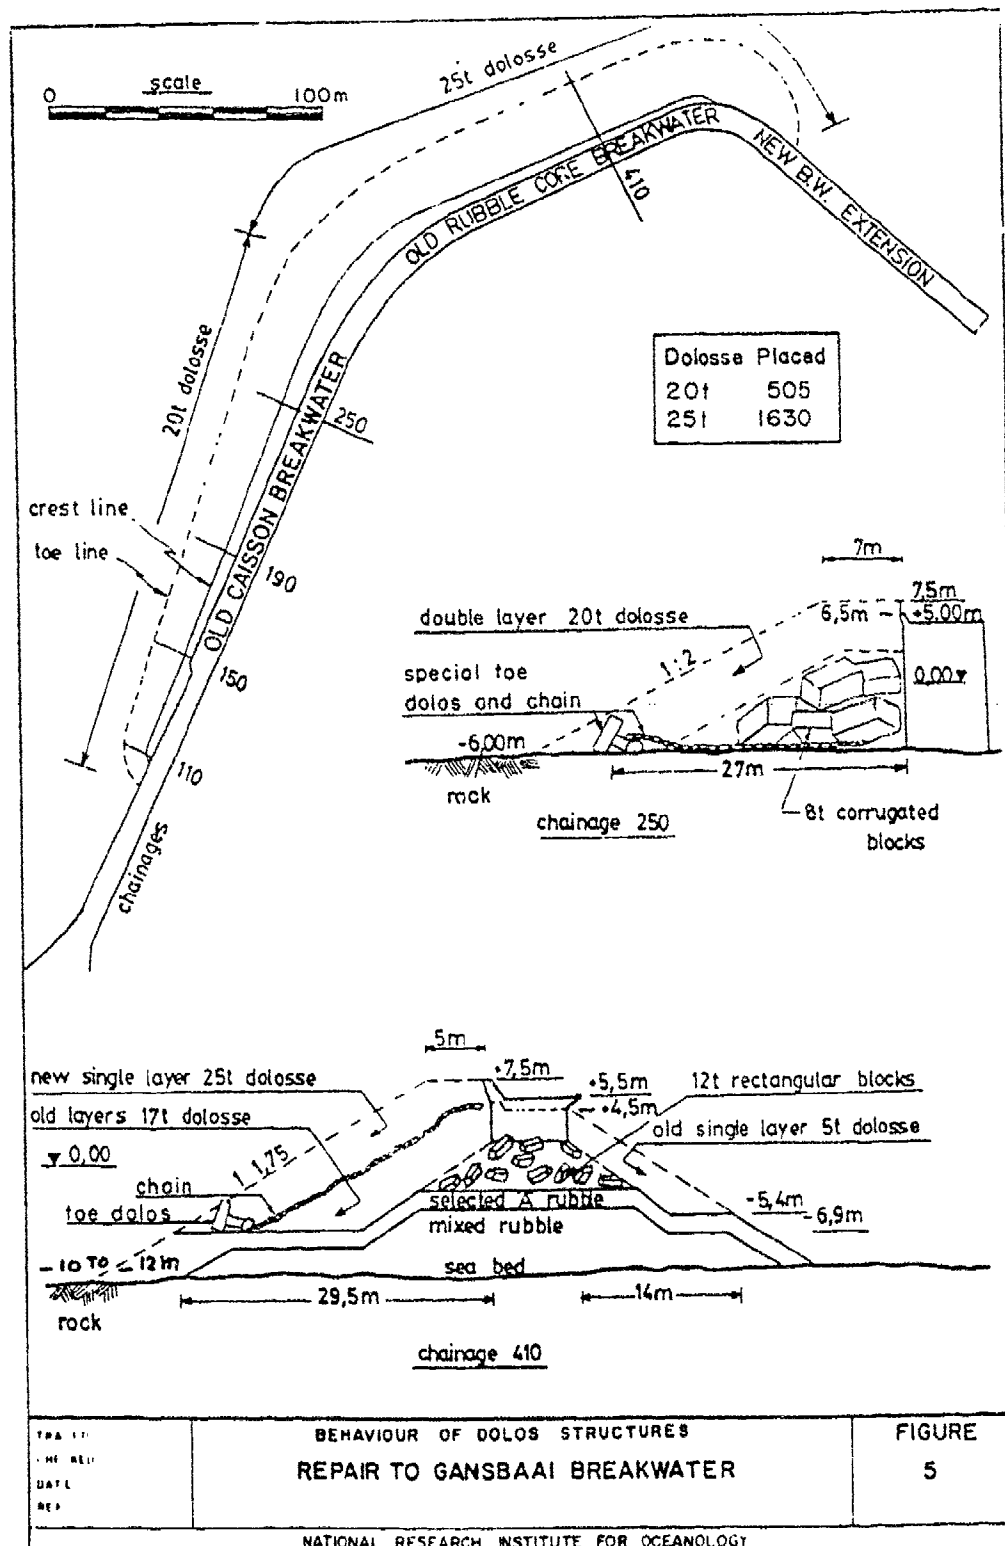 scale
0 100m
25t dolosse
410
OLD RUBBLE CORE BREAKWATER
NEW B.W. EXTENSION
20t dolosse
Dolosse Placed
20t 505
25t 1630
250
OLD CAISSON BREAKWATER
crest line
toe line
190
150
110
chainages
7m
7,5m
double layer 20t dolosse
6,5m
+5.00m
1:2
special toe
dolos and chain
0,00
-6,00m
27m
rock
8t corrugated
blocks
chainage 250
5m
+7,5m
new single layer 25t dolosse
+5,5m
12t rectangular blocks
+4,5m
old layers 17t dolosse
old single layer 5t dolosse
0,00
1:1,75
chain
selected A rubble
-5,4m
toe dolos
mixed rubble
-6,9m
-10 TO -12m
sea bed
29,5m
14m
rock
chainage 410
BEHAVIOUR OF DOLOS STRUCTURES
REPAIR TO GANSBAAI BREAKWATER
FIGURE
5
DATE
REF
NATIONAL RESEARCH INSTITUTE FOR OCEANOLOGY